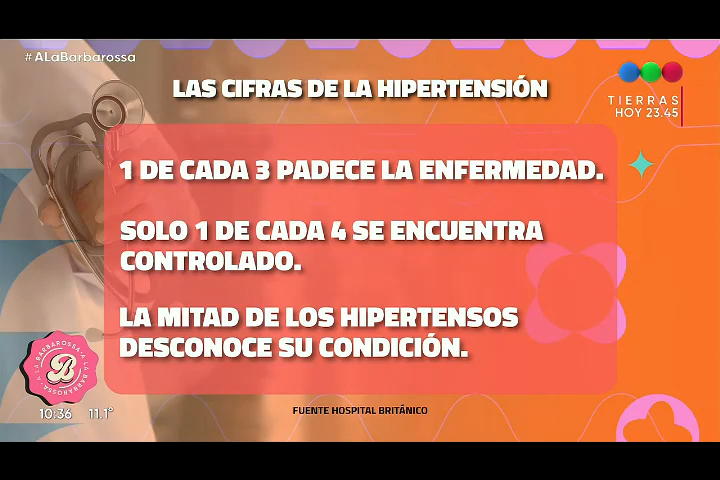 #ALaBarbarossa
LAS CIFRAS DE LA HIPERTENSIÓN
TIERRAS
HOY 23.45
1 DE CADA 3 PADECE LA ENFERMEDAD.
SOLO 1 DE CADA 4 SE ENCUENTRA
CONTROLADO.
LA MITAD DE LOS HIPERTENSOS
DESCONOCE SU CONDICIÓN.
A LA BARBAROSSA
A LA BARBAROSSA
B
10:36 11.1°
FUENTE HOSPITAL BRITÁNICO